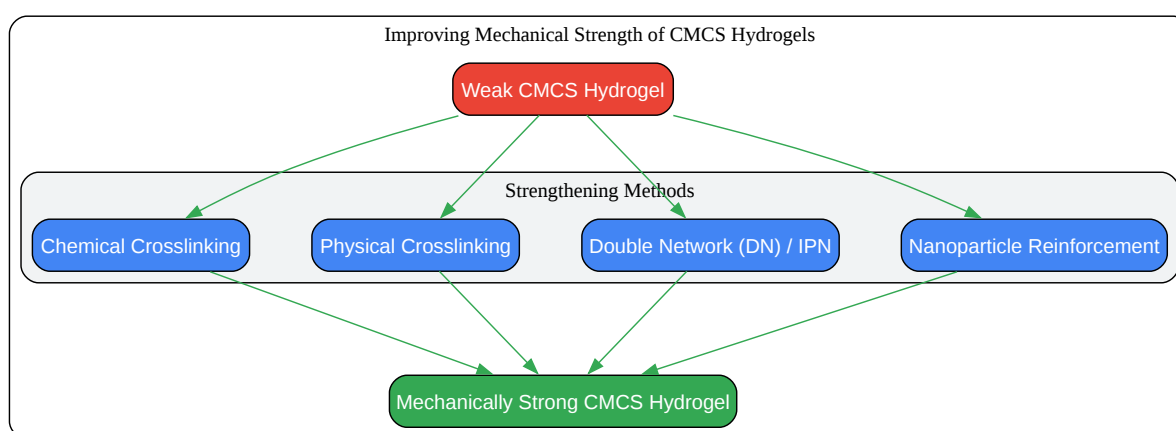 Improving Mechanical Strength of CMCS Hydrogels
Weak CMCS Hydrogel
Strengthening Methods
Chemical Crosslinking
Physical Crosslinking
Double Network (DN) / IPN
Nanoparticle Reinforcement
Mechanically Strong CMCS Hydrogel